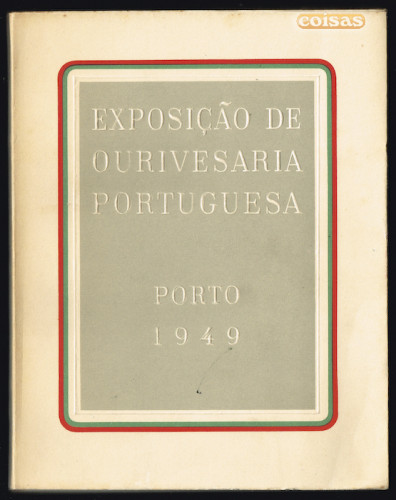 coisas
EXPOSIÇÃO DE
OURIVESARIA
PORTUGUESA
PORTO
1949